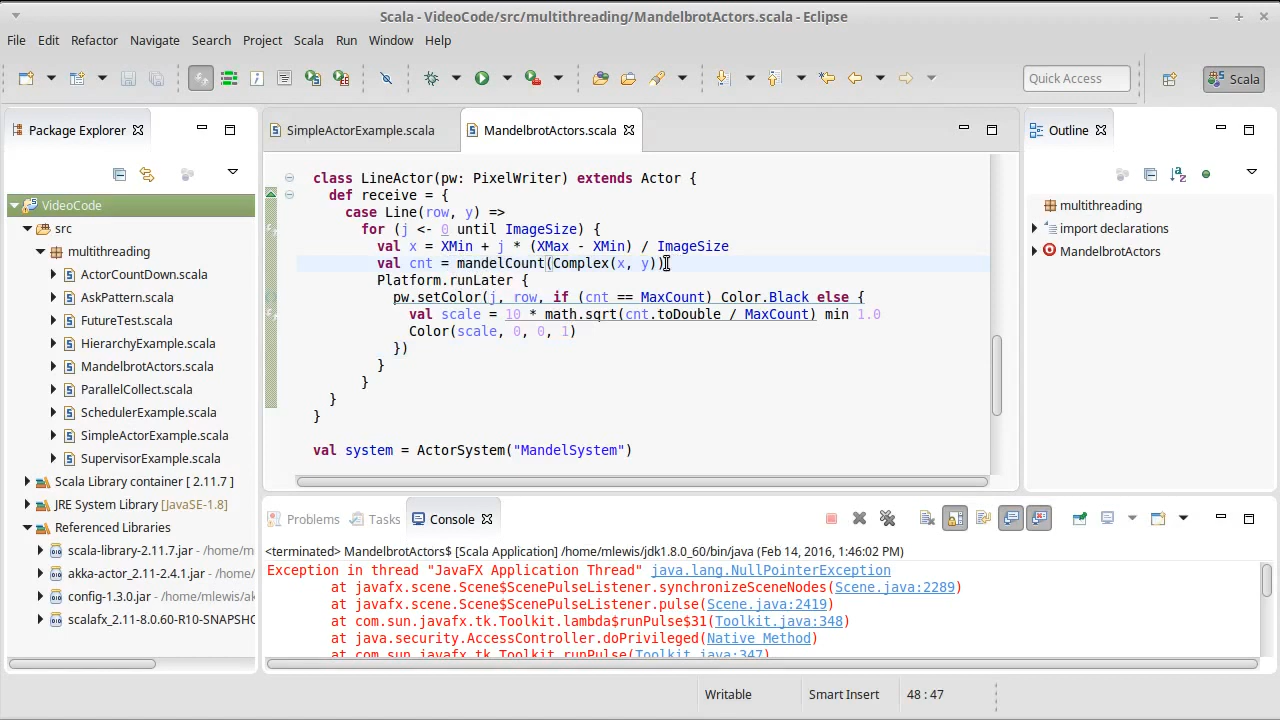 Scala - VideoCode/src/multithreading/MandelbrotActors.scala - Eclipse
File Edit Refactor Navigate Search Project Scala Run Window Help
Quick Access
Scala
Package Explorer
SimpleActorExample.scala
MandelbrotActors.scala
Outline
VideoCode
src
multithreading
ActorCountDown.scala
AskPattern.scala
FutureTest.scala
HierarchyExample.scala
MandelbrotActors.scala
ParallelCollect.scala
SchedulerExample.scala
SimpleActorExample.scala
SupervisorExample.scala
Scala Library container [ 2.11.7 ]
JRE System Library [JavaSE-1.8]
Referenced Libraries
scala-library-2.11.7.jar - /home/m
akka-actor_2.11-2.4.1.jar - /home/
config-1.3.0.jar - /home/mlewis/ak
scalafx_2.11-8.0.60-R10-SNAPSHO
class LineActor(pw: PixelWriter) extends Actor {
def receive = {
case Line(row, y) =>
for (j <- 0 until ImageSize) {
val x = XMin + j * (XMax - XMin) / ImageSize
val cnt = mandelCount(Complex(x, y))
Platform.runLater {
pw.setColor(j, row, if (cnt == MaxCount) Color.Black else {
val scale = 10 * math.sqrt(cnt.toDouble / MaxCount) min 1.0
Color(scale, 0, 0, 1)
})
}
}
}
}
val system = ActorSystem("MandelSystem")
multithreading
import declarations
MandelbrotActors
Problems
Tasks
Console
<terminated> MandelbrotActors$ [Scala Application] /home/mlewis/jdk1.8.0_60/bin/java (Feb 14, 2016, 1:46:02 PM)
Exception in thread "JavaFX Application Thread" java.lang.NullPointerException
at javafx.scene.Scene$ScenePulseListener.synchronizeSceneNodes(Scene.java:2289)
at javafx.scene.Scene$ScenePulseListener.pulse(Scene.java:2419)
at com.sun.javafx.tk.Toolkit.lambda$runPulse$31(Toolkit.java:348)
at java.security.AccessController.doPrivileged(Native Method)
at com.sun.javafx.tk.Toolkit.runPulse(Toolkit.java:347)
Writable
Smart Insert
48 : 47